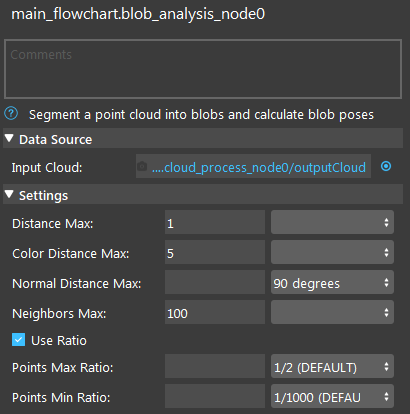 main_flowchart.blob_analysis_node0
Comments
Segment a point cloud into blobs and calculate blob poses
Data Source
Input Cloud: ....cloud_process_node0/outputCloud
Settings
Distance Max: 1
Color Distance Max: 5
Normal Distance Max: 90 degrees
Neighbors Max: 100
Use Ratio
Points Max Ratio: 1/2 (DEFAULT)
Points Min Ratio: 1/1000 (DEFAU